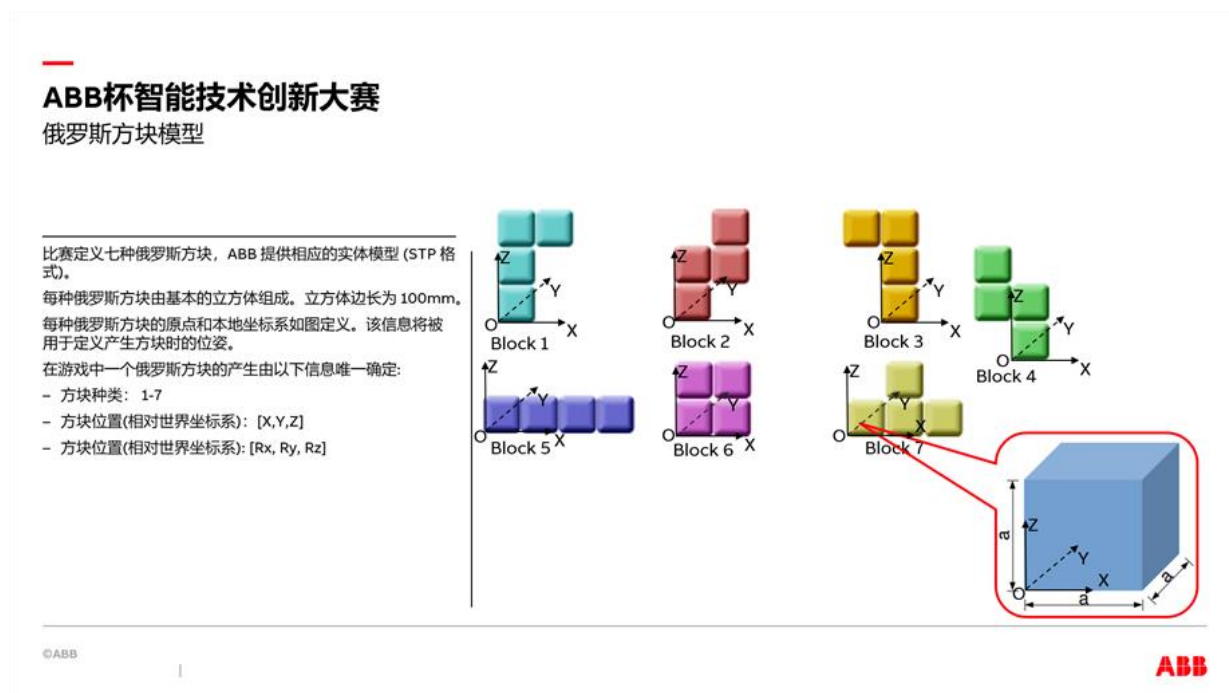 ABB杯智能技术创新大赛
俄罗斯方块模型
比赛定义七种俄罗斯方块，ABB 提供相应的实体模型 (STP 格
式)。
每种俄罗斯方块由基本的立方体组成。立方体边长为 100mm。
每种俄罗斯方块的原点和本地坐标系如图定义。该信息将被
用于定义产生方块时的位姿。
在游戏中一个俄罗斯方块的产生由以下信息唯一确定:
– 方块种类： 1-7
– 方块位置(相对世界坐标系)：[X,Y,Z]
– 方块位置(相对世界坐标系): [Rx, Ry, Rz]
Z
Y
O
X
Block 1
Z
Y
O
X
Block 2
Z
Y
O
X
Block 3
Z
Y
O
X
Block 4
Z
Y
O
X
Block 5
Z
Y
O
X
Block 6
Z
Y
X
O
Block 7
a
Z
Y
X
O
a
a
©ABB
ABB